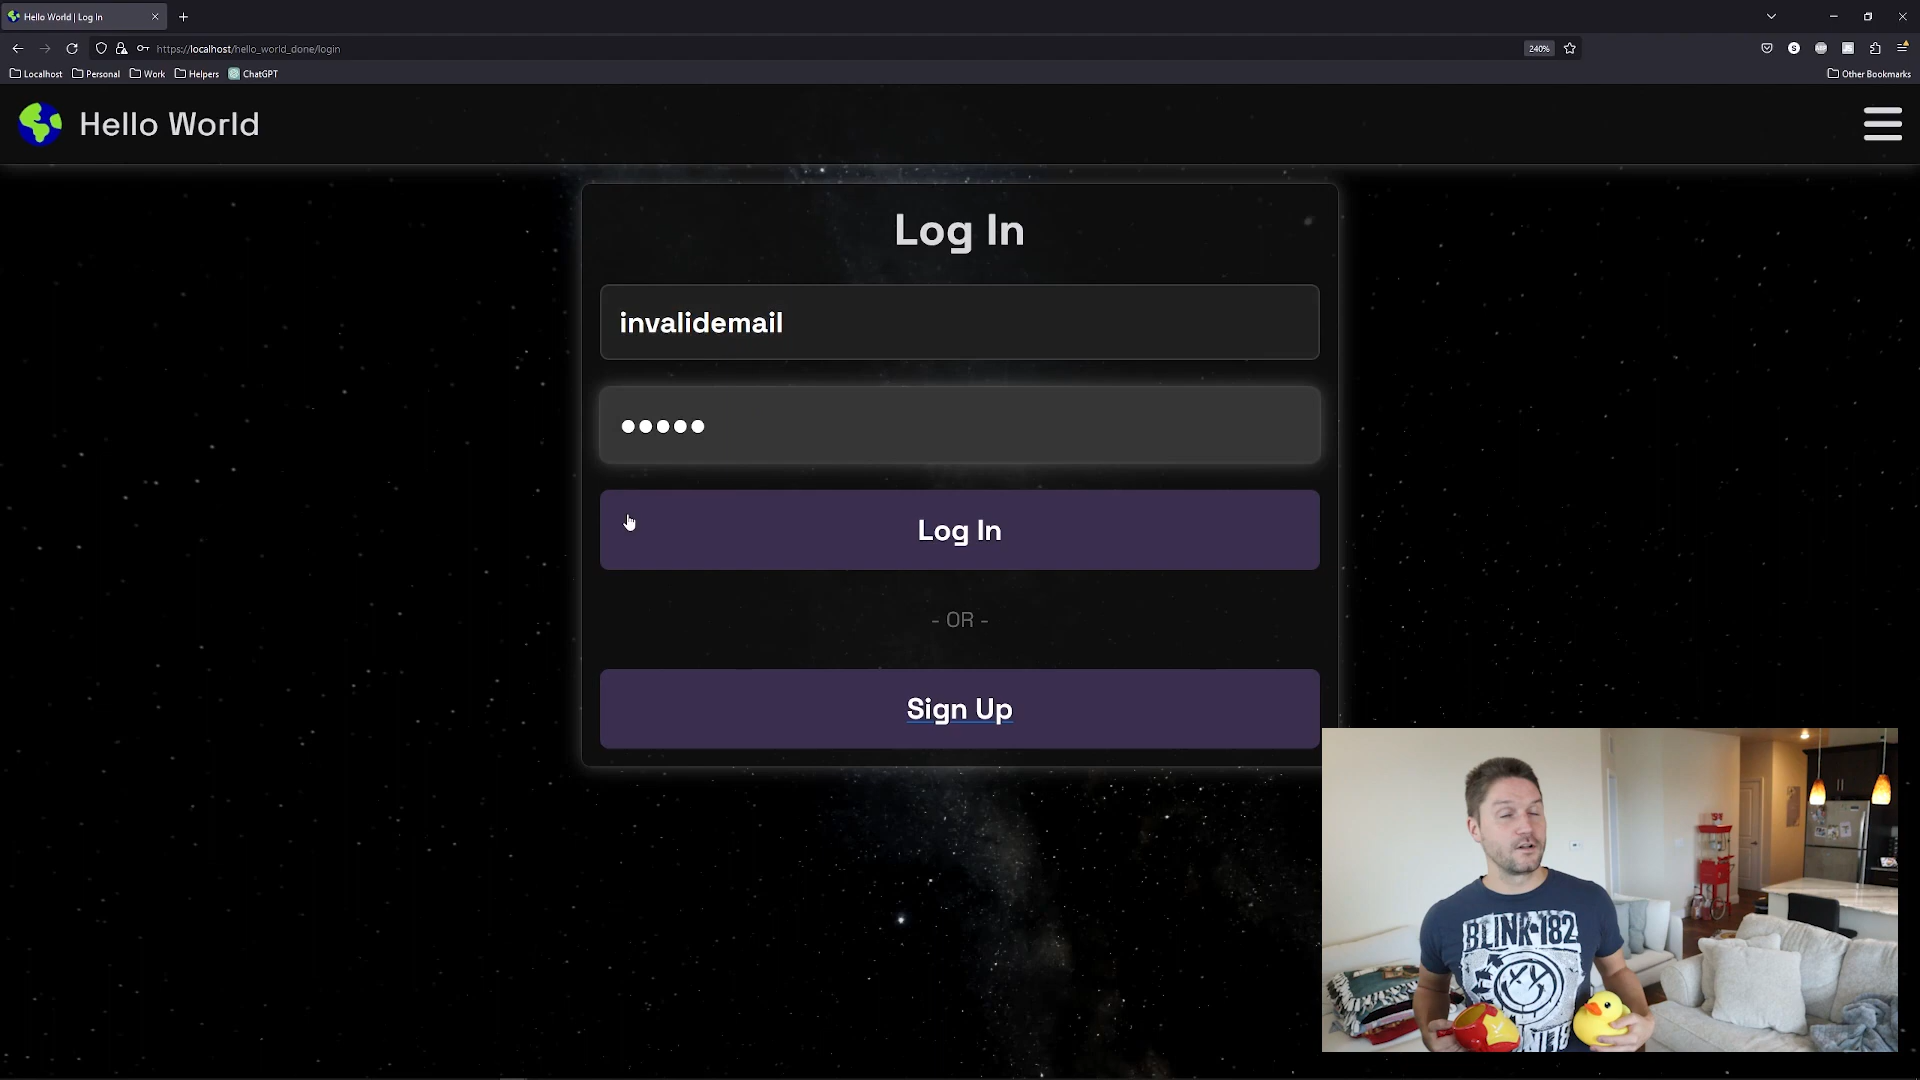 Hello World | Log In
https://localhost/hello_world_done/login
240%
Localhost
Personal
Work
Helpers
ChatGPT
Other Bookmarks
Hello World
Log In
invalidemail
Log In
- OR -
Sign Up
BLINK-182